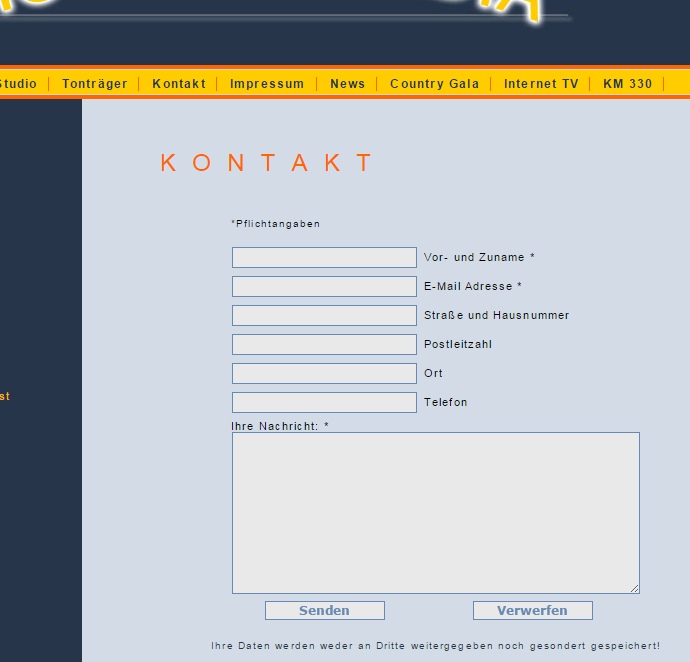 Studio | Tonträger | Kontakt | Impressum | News | Country Gala | Internet TV | KM 330 |
KONTAKT
*Pflichtangaben
Vor- und Zuname *
E-Mail Adresse *
Straße und Hausnummer
Postleitzahl
Ort
Telefon
st
Ihre Nachricht: *
Senden Verwerfen
Ihre Daten werden weder an Dritte weitergegeben noch gesondert gespeichert!